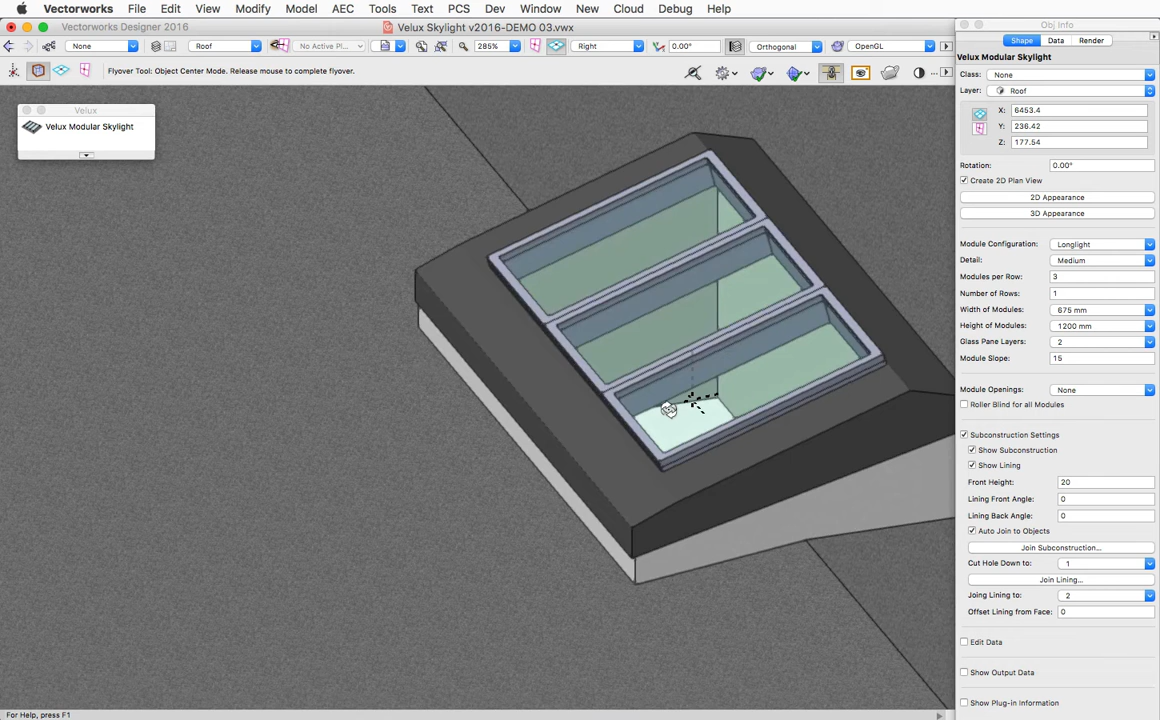 Vectorworks File Edit View Modify Model AEC Tools Text PCS Dev Window New Cloud Debug Help
Vectorworks Designer 2016
Velux Skylight v2016-DEMO 03.vwx
Obj Info
None
Roof
No Active Pl...
285%
Right
0.00°
Orthogonal
OpenGL
Flyover Tool: Object Center Mode. Release mouse to complete flyover.
Velux
Velux Modular Skylight
Shape Data Render
Velux Modular Skylight
Class: None
Layer: Roof
X: 6453.4
Y: 236.42
Z: 177.54
Rotation: 0.00°
Create 2D Plan View
2D Appearance
3D Appearance
Module Configuration: Longlight
Detail: Medium
Modules per Row: 3
Number of Rows: 1
Width of Modules: 675 mm
Height of Modules: 1200 mm
Glass Pane Layers: 2
Module Slope: 15
Module Openings: None
Roller Blind for all Modules
Subconstruction Settings
Show Subconstruction
Show Lining
Front Height: 20
Lining Front Angle: 0
Lining Back Angle: 0
Auto Join to Objects
Join Subconstruction...
Cut Hole Down to: 1
Join Lining...
Joing Lining to: 2
Offset Lining from Face: 0
Edit Data
Show Output Data
Show Plug-in Information
For Help, press F1